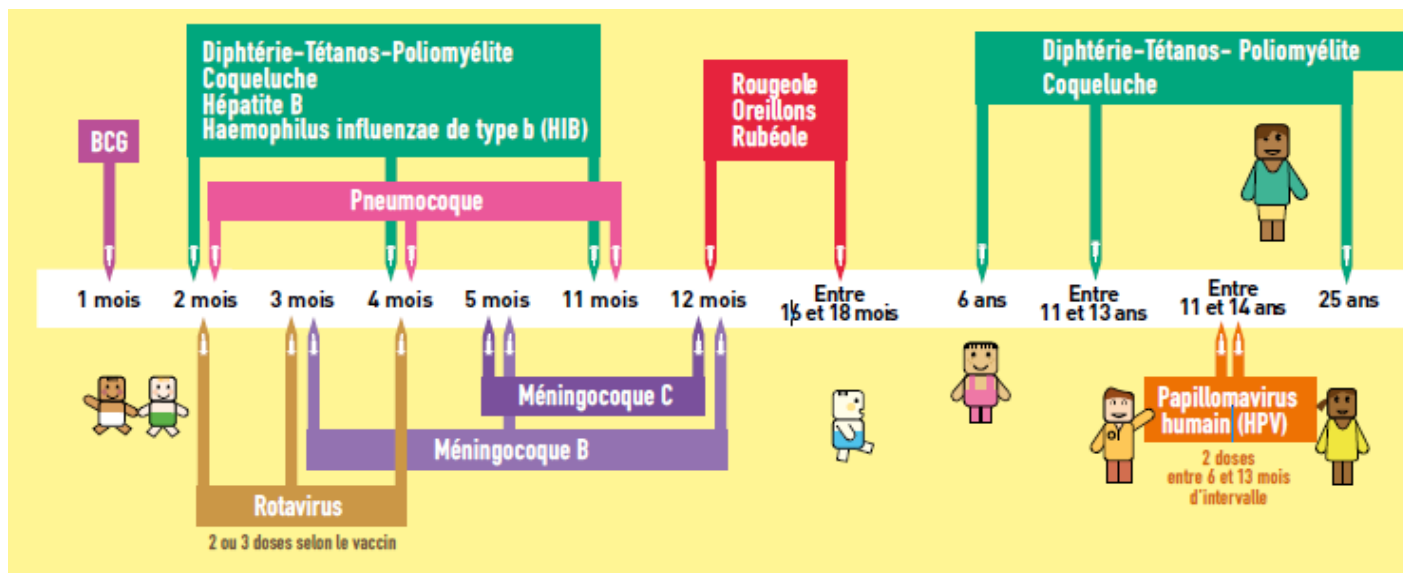 Diphtérie-Tétanos-Poliomyélite
Coqueluche
Hépatite B
Haemophilus influenzae de type b (HIB)
Diphtérie-Tétanos- Poliomyélite
Coqueluche
Rougeole
Oreillons
Rubéole
BCG
Pneumocoque
1 mois
2 mois
3 mois
4 mois
5 mois
11 mois
12 mois
Entre
16 et 18 mois
6 ans
Entre
11 et 13 ans
Entre
11 et 14 ans
25 ans
Méningocoque C
Méningocoque B
Rotavirus
2 ou 3 doses selon le vaccin
Papillomavirus
humain (HPV)
2 doses
entre 6 et 13 mois
d'intervalle